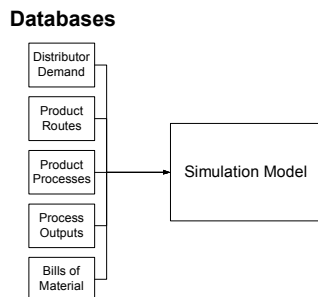 Databases
Distributor
Demand
Product
Routes
Product
Processes
Simulation Model
Process
Outputs
Bills of
Material